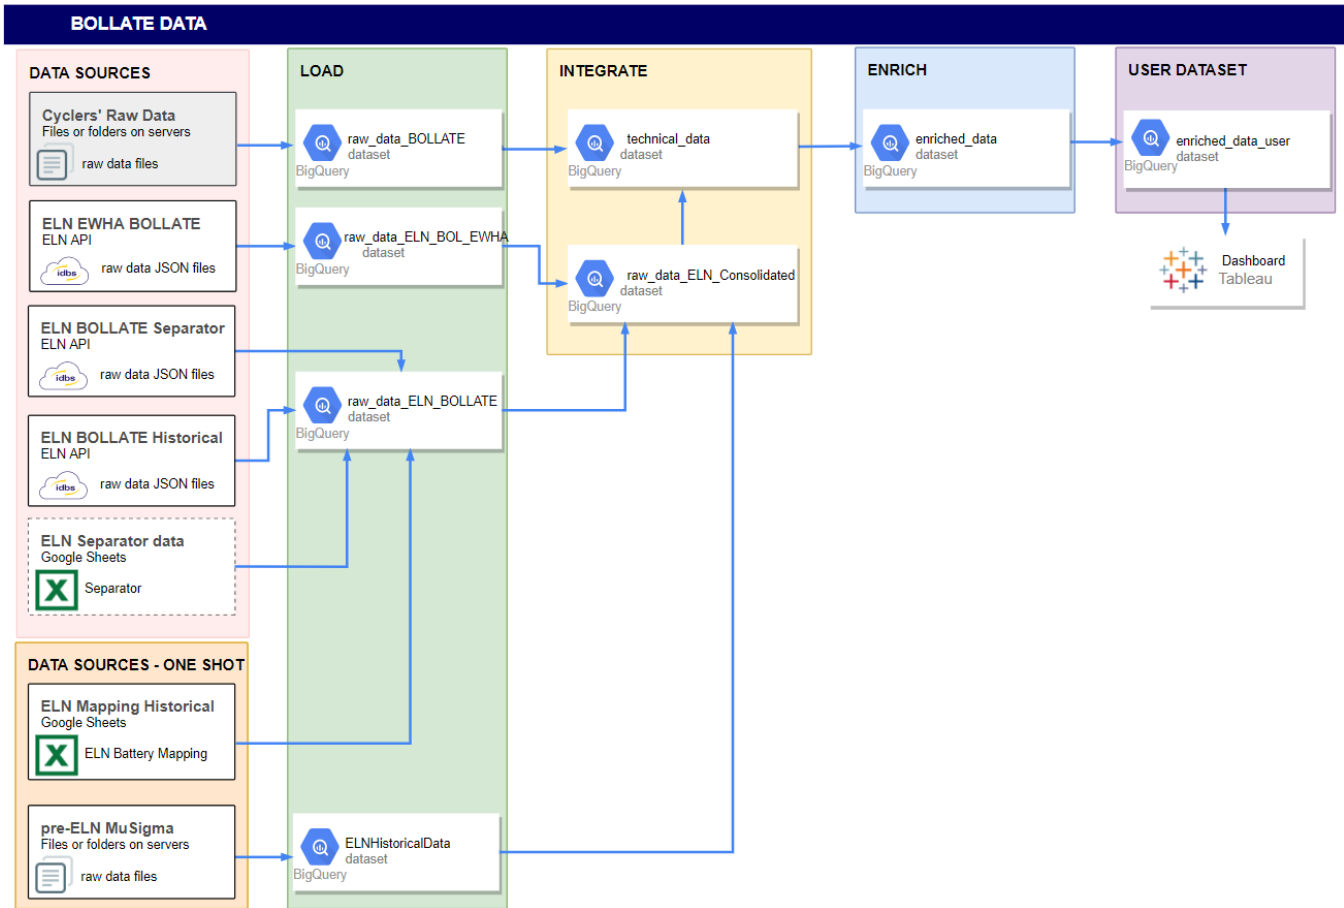 BOLLATE DATA
DATA SOURCES
Cyclers' Raw Data
Files or folders on servers
raw data files
ELN EWHA BOLLATE
ELN API
idbs
raw data JSON files
ELN BOLLATE Separator
ELN API
idbs
raw data JSON files
ELN BOLLATE Historical
ELN API
idbs
raw data JSON files
ELN Separator data
Google Sheets
X
Separator
DATA SOURCES - ONE SHOT
ELN Mapping Historical
Google Sheets
X
ELN Battery Mapping
pre-ELN MuSigma
Files or folders on servers
raw data files
LOAD
raw_data_BOLLATE
dataset
BigQuery
raw_data_ELN_BOL_EWHA
dataset
BigQuery
raw_data_ELN_BOLLATE
dataset
BigQuery
ELNHistoricalData
dataset
BigQuery
INTEGRATE
technical_data
dataset
BigQuery
raw_data_ELN_Consolidated
dataset
BigQuery
ENRICH
enriched_data
dataset
BigQuery
USER DATASET
enriched_data_user
dataset
BigQuery
Dashboard
Tableau